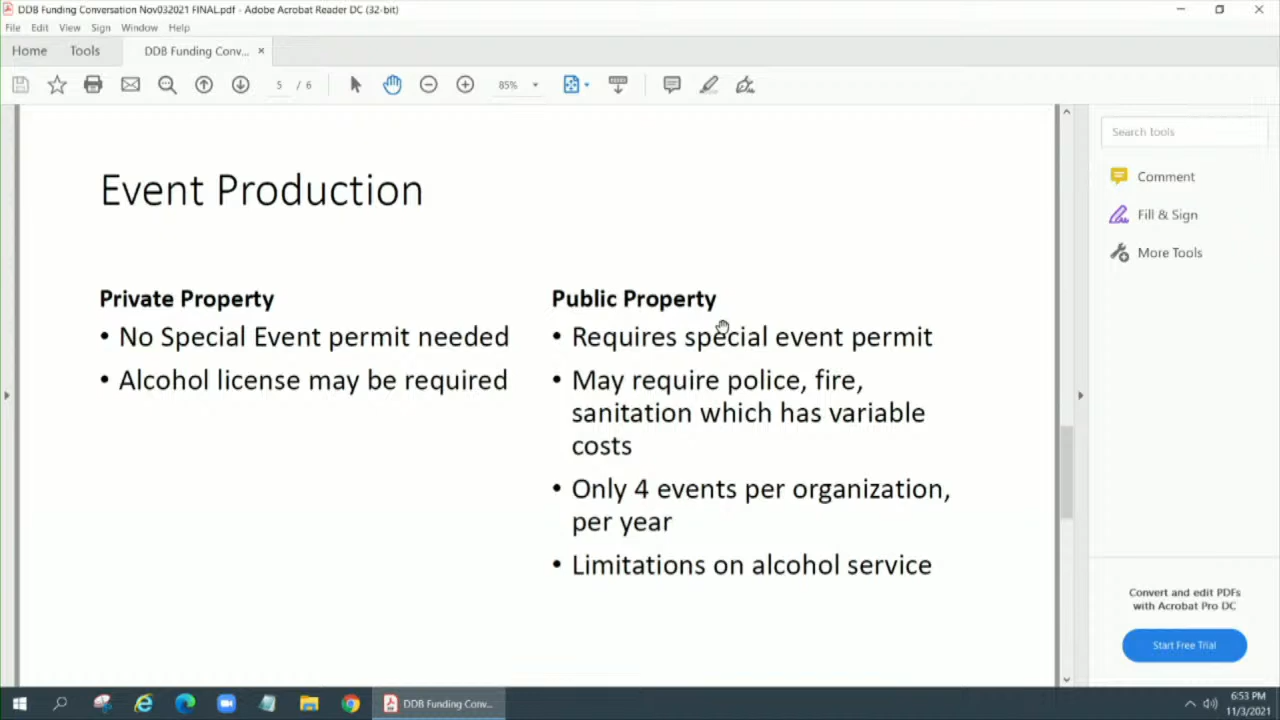 DDB Funding Conversation Nov032021 FINAL.pdf - Adobe Acrobat Reader DC (32-bit)
File Edit View Sign Window Help
Home Tools DDB Funding Conv... ×
5 / 6 85%
Search tools
Comment
Fill & Sign
More Tools
Event Production
Private Property
• No Special Event permit needed
• Alcohol license may be required
Public Property
• Requires special event permit
• May require police, fire,
sanitation which has variable
costs
• Only 4 events per organization,
per year
• Limitations on alcohol service
Convert and edit PDFs
with Acrobat Pro DC
Start Free Trial
DDB Funding Conv...
6:53 PM
11/3/2021